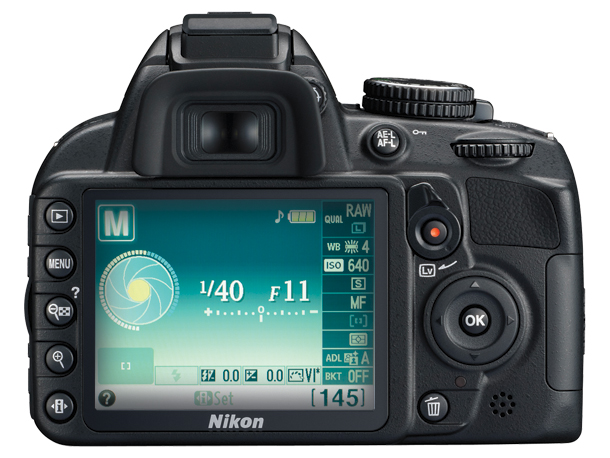 AE-L
AF-L
M
QUAL RAW
L
WB 4
ISO 640
S
MF
1/40 F11
ADL A
0.0 0.0 VI*
BKT OFF
? i Set [145]
Nikon
MENU
?
i
Lv
OK